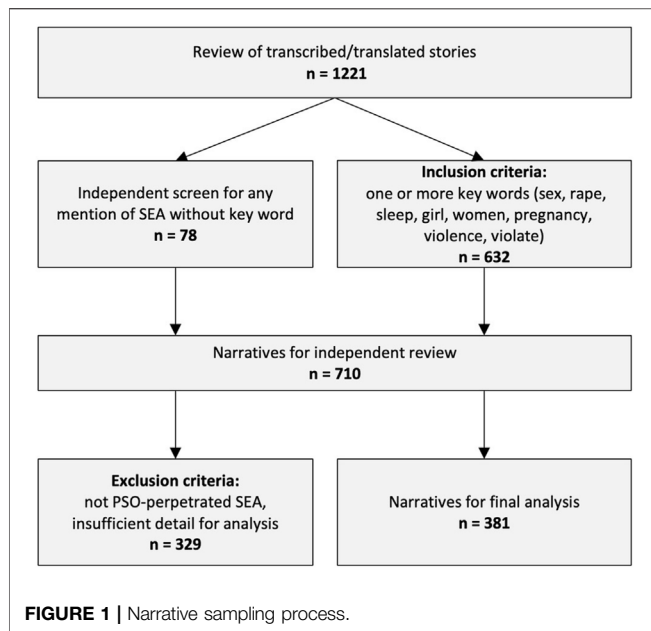 Review of transcribed/translated stories
n = 1221
Independent screen for any
mention of SEA without key word
n = 78
Inclusion criteria:
one or more key words (sex, rape,
sleep, girl, women, pregnancy,
violence, violate)
n = 632
Narratives for independent review
n = 710
Exclusion criteria:
not PSO-perpetrated SEA,
insufficient detail for analysis
n = 329
Narratives for final analysis
n = 381
FIGURE 1 | Narrative sampling process.